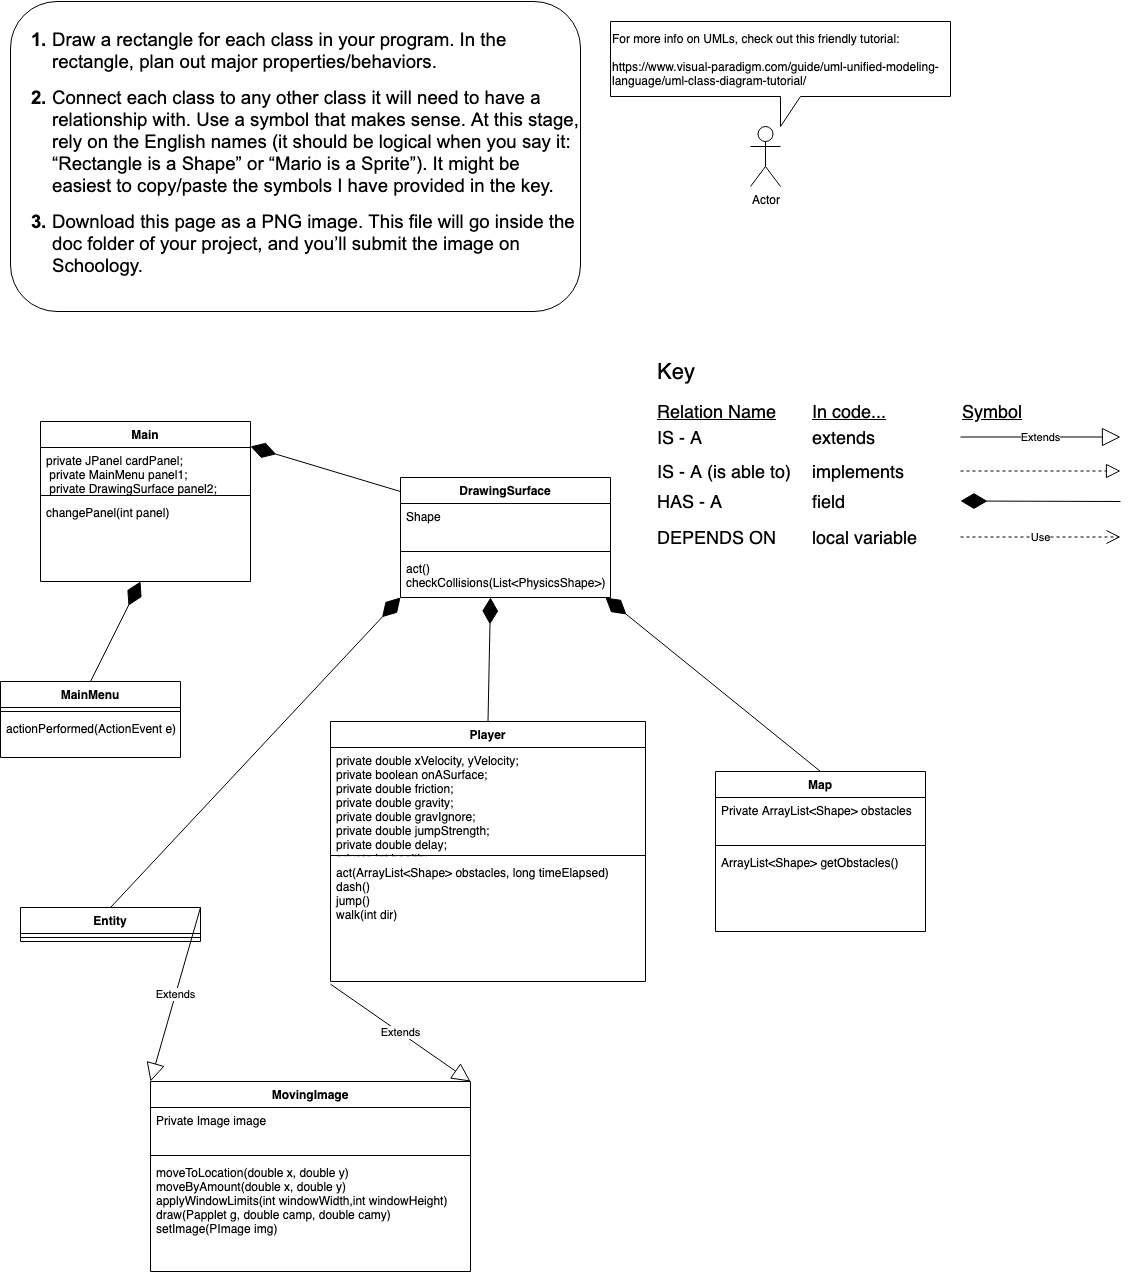 1. Draw a rectangle for each class in your program. In the
rectangle, plan out major properties/behaviors.
2. Connect each class to any other class it will need to have a
relationship with. Use a symbol that makes sense. At this stage,
rely on the English names (it should be logical when you say it:
“Rectangle is a Shape” or “Mario is a Sprite”). It might be
easiest to copy/paste the symbols I have provided in the key.
3. Download this page as a PNG image. This file will go inside the
doc folder of your project, and you’ll submit the image on
Schoology.
For more info on UMLs, check out this friendly tutorial:
https://www.visual-paradigm.com/guide/uml-unified-modeling-
language/uml-class-diagram-tutorial/
Actor
Key
Relation Name In code... Symbol
IS - A extends Extends
IS - A (is able to) implements
HAS - A field
DEPENDS ON local variable Use
Main
private JPanel cardPanel;
private MainMenu panel1;
private DrawingSurface panel2;
changePanel(int panel)
DrawingSurface
Shape
act()
checkCollisions(List<PhysicsShape>)
MainMenu
actionPerformed(ActionEvent e)
Player
private double xVelocity, yVelocity;
private boolean onASurface;
private double friction;
private double gravity;
private double gravIgnore;
private double jumpStrength;
private double delay;
act(ArrayList<Shape> obstacles, long timeElapsed)
dash()
jump()
walk(int dir)
Map
Private ArrayList<Shape> obstacles
ArrayList<Shape> getObstacles()
Entity
Extends
Extends
MovingImage
Private Image image
moveToLocation(double x, double y)
moveByAmount(double x, double y)
applyWindowLimits(int windowWidth,int windowHeight)
draw(Papplet g, double camp, double camy)
setImage(PImage img)